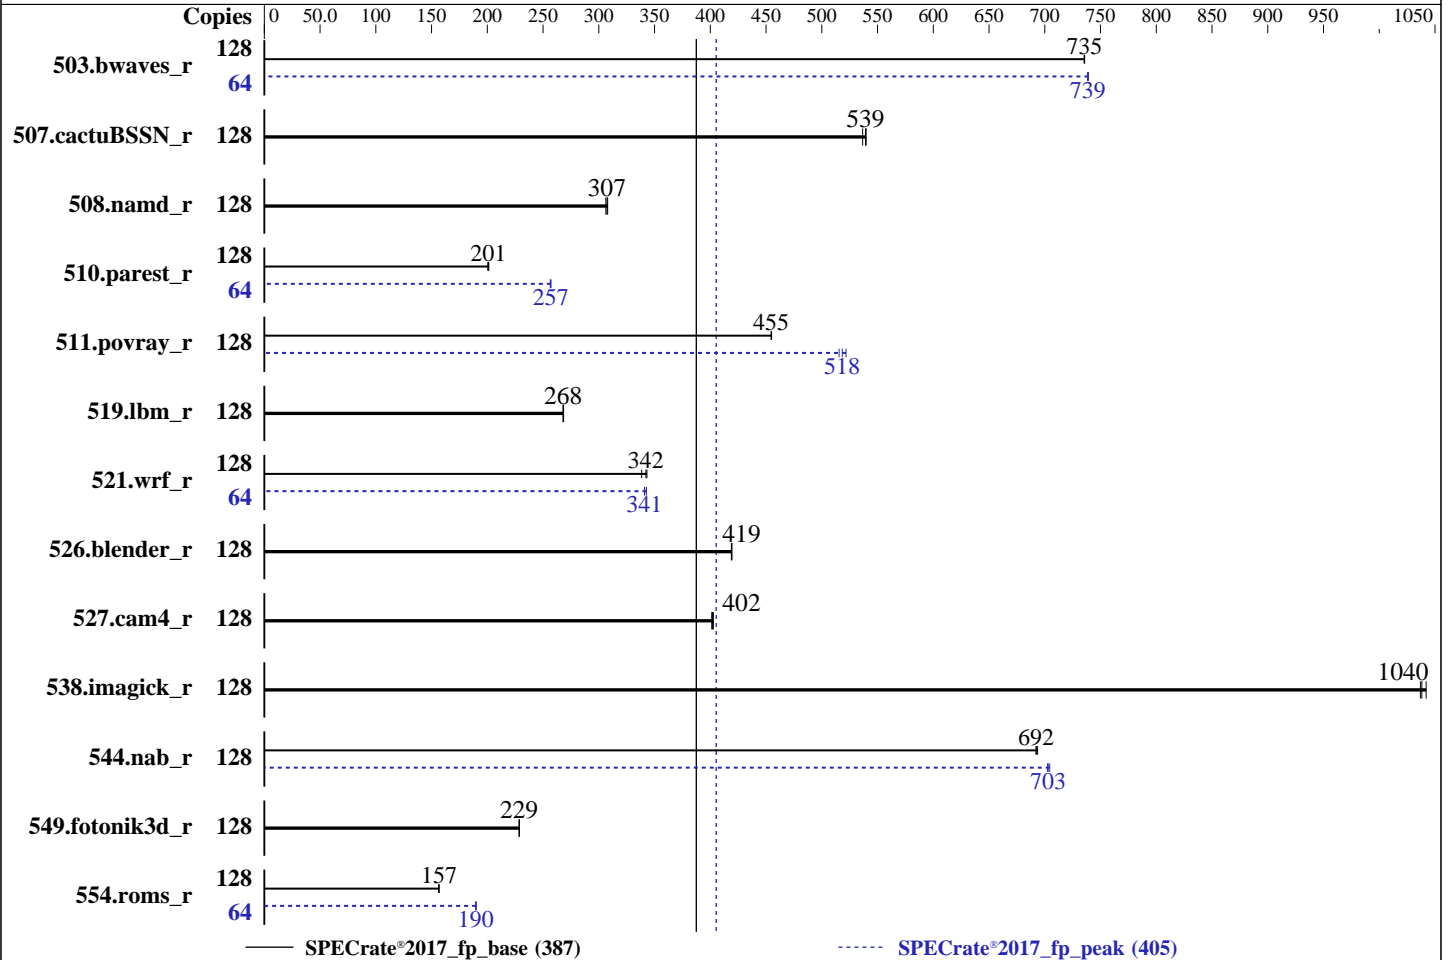 Copies 0 50.0 100 150 200 250 300 350 400 450 500 550 600 650 700 750 800 850 900 950 1050
503.bwaves_r 128 735
64 739
507.cactuBSSN_r 128 539
508.namd_r 128 307
510.parest_r 128 201
64 257
511.povray_r 128 455
518
519.lbm_r 128 268
521.wrf_r 128 342
64 341
526.blender_r 128 419
527.cam4_r 128 402
538.imagick_r 128 1040
544.nab_r 128 692
703
549.fotonik3d_r 128 229
554.roms_r 128 157
64 190
SPECrate®2017_fp_base (387) SPECrate®2017_fp_peak (405)